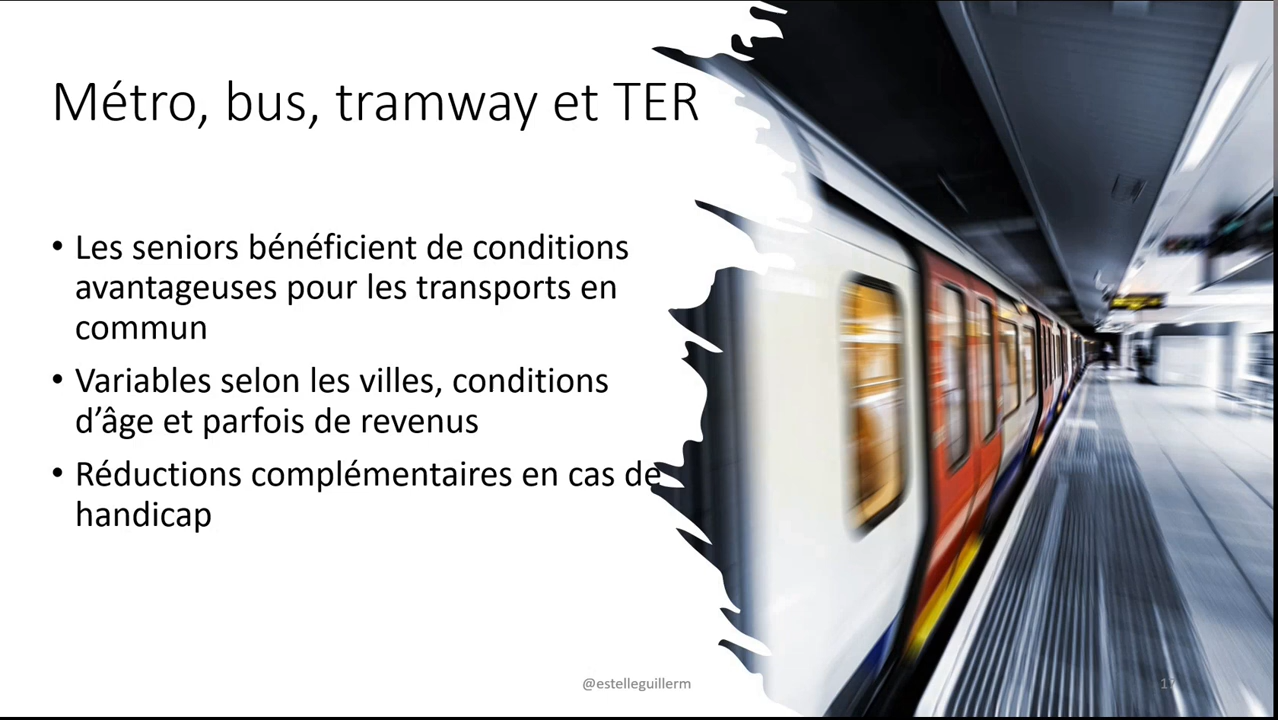 Métro, bus, tramway et TER
• Les seniors bénéficient de conditions
avantageuses pour les transports en
commun
• Variables selon les villes, conditions
d’âge et parfois de revenus
• Réductions complémentaires en cas de
handicap
@estelleguillerm